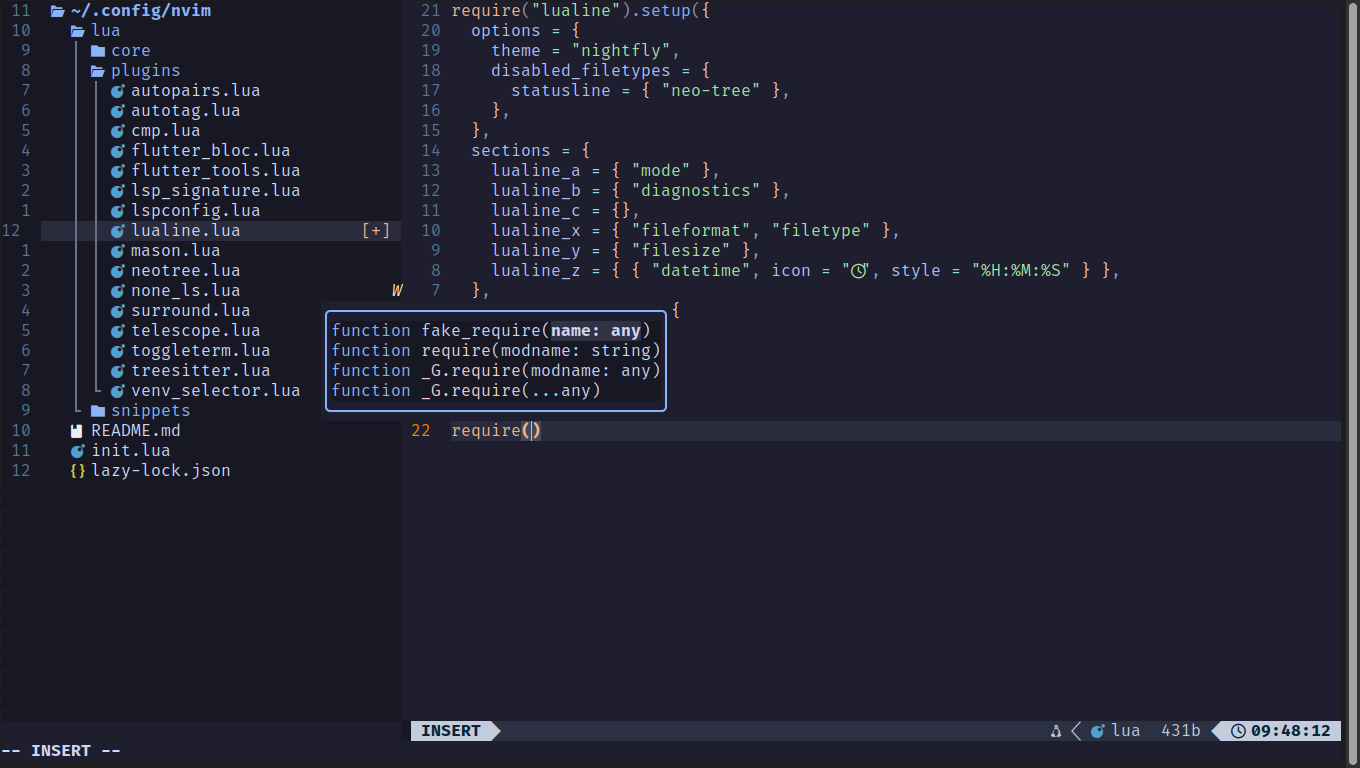 11 ~/.config/nvim
10 lua
9 core
8 plugins
7 autopairs.lua
6 autotag.lua
5 cmp.lua
4 flutter_bloc.lua
3 flutter_tools.lua
2 lsp_signature.lua
1 lspconfig.lua
12 lualine.lua [+]
1 mason.lua
2 neotree.lua
3 none_ls.lua
4 surround.lua
5 telescope.lua
6 toggleterm.lua
7 treesitter.lua
8 venv_selector.lua
9 snippets
10 README.md
11 init.lua
12 {} lazy-lock.json
21 require("lualine").setup({
20 options = {
19 theme = "nightfly",
18 disabled_filetypes = {
17 statusline = { "neo-tree" },
16 },
15 },
14 sections = {
13 lualine_a = { "mode" },
12 lualine_b = { "diagnostics" },
11 lualine_c = {},
10 lualine_x = { "fileformat", "filetype" },
9 lualine_y = { "filesize" },
8 lualine_z = { { "datetime", icon = "", style = "%H:%M:%S" } },
W 7 },
{
function fake_require(name: any)
function require(modname: string)
function _G.require(modname: any)
function _G.require(...any)
22 require()
INSERT lua 431b 09:48:12
-- INSERT --